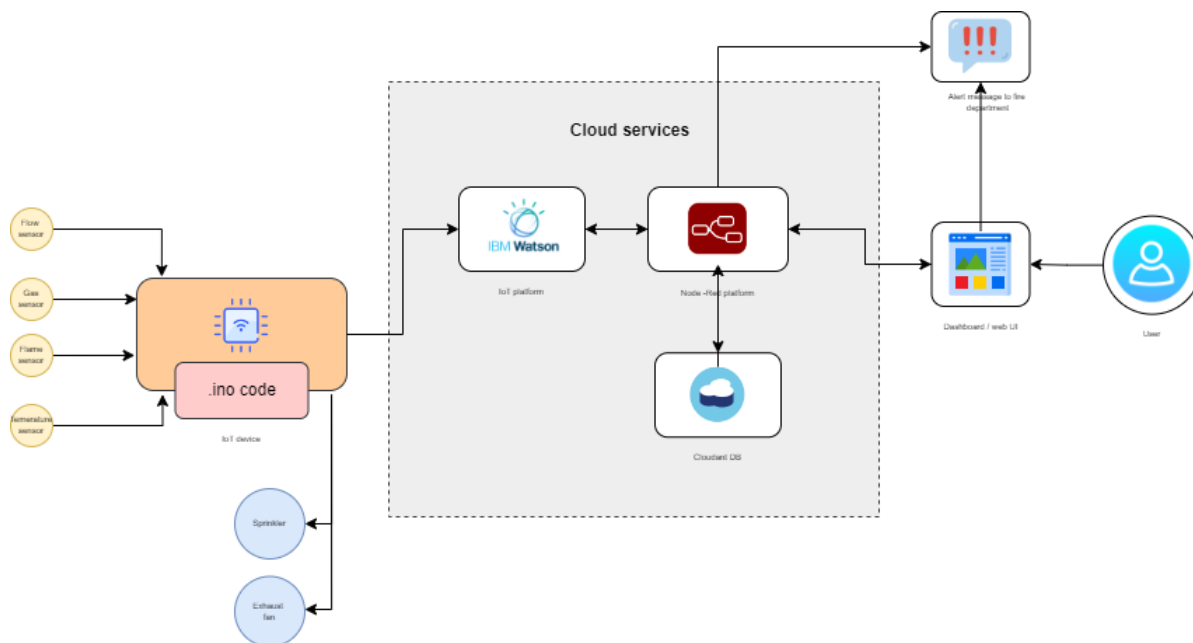 Alert message to fire
department
Cloud services
Flow
sensor
IBM Watson
IoT platform
Node -Red platform
Gas
sensor
Flame
sensor
Dashboard / web UI
User
.ino code
Temerature
sensor
IoT device
Cloudant DB
Sprinkler
Exhaust
fan